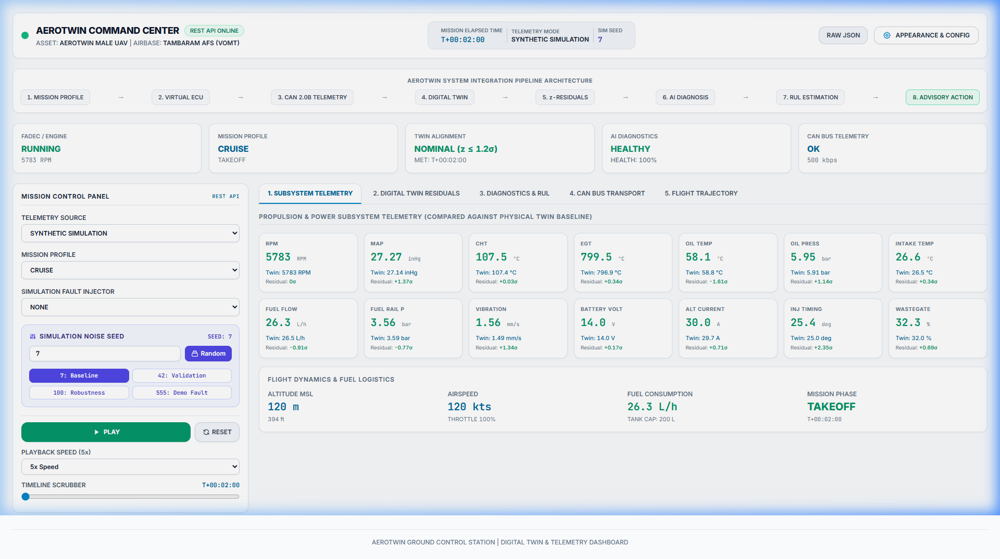 AEROTWIN COMMAND CENTER REST API ONLINE
ASSET: AEROTWIN MALE UAV | AIRBASE: TAMBARAM AFS (VOMT)
MISSION ELAPSED TIME
T+00:02:00
TELEMETRY MODE
SYNTHETIC SIMULATION
SIM SEED
7
RAW JSON
APPEARANCE & CONFIG
AEROTWIN SYSTEM INTEGRATION PIPELINE ARCHITECTURE
1. MISSION PROFILE → 2. VIRTUAL ECU → 3. CAN 2.0B TELEMETRY → 4. DIGITAL TWIN → 5. z-RESIDUALS → 6. AI DIAGNOSIS → 7. RUL ESTIMATION → 8. ADVISORY ACTION
FADEC / ENGINE
RUNNING
5783 RPM
MISSION PROFILE
CRUISE
TAKEOFF
TWIN ALIGNMENT
NOMINAL (z ≤ 1.2σ)
MET: T+00:02:00
AI DIAGNOSTICS
HEALTHY
HEALTH: 100%
CAN BUS TELEMETRY
OK
500 kbps
MISSION CONTROL PANEL REST API
TELEMETRY SOURCE
SYNTHETIC SIMULATION
MISSION PROFILE
CRUISE
SIMULATION FAULT INJECTOR
NONE
SIMULATION NOISE SEED SEED: 7
7 Random
7: Baseline 42: Validation
100: Robustness 555: Demo Fault
PLAY RESET
PLAYBACK SPEED (5x)
5x Speed
TIMELINE SCRUBBER T+00:02:00
1. SUBSYSTEM TELEMETRY 2. DIGITAL TWIN RESIDUALS 3. DIAGNOSTICS & RUL 4. CAN BUS TRANSPORT 5. FLIGHT TRAJECTORY
PROPULSION & POWER SUBSYSTEM TELEMETRY (COMPARED AGAINST PHYSICAL TWIN BASELINE)
RPM
5783 RPM
Twin: 5783 RPM
Residual: 0σ
MAP
27.27 inHg
Twin: 27.14 inHg
Residual: +1.37σ
CHT
107.5 °C
Twin: 107.4 °C
Residual: +0.03σ
EGT
799.5 °C
Twin: 796.9 °C
Residual: +0.34σ
OIL TEMP
58.1 °C
Twin: 58.8 °C
Residual: -1.61σ
OIL PRESS
5.95 bar
Twin: 5.91 bar
Residual: +1.14σ
INTAKE TEMP
26.6 °C
Twin: 26.5 °C
Residual: +0.34σ
FUEL FLOW
26.3 L/h
Twin: 26.5 L/h
Residual: -0.91σ
FUEL RAIL P
3.56 bar
Twin: 3.59 bar
Residual: -0.77σ
VIBRATION
1.56 mm/s
Twin: 1.49 mm/s
Residual: +1.34σ
BATTERY VOLT
14.0 V
Twin: 14.0 V
Residual: +0.17σ
ALT CURRENT
30.0 A
Twin: 29.7 A
Residual: +0.71σ
INJ TIMING
25.4 deg
Twin: 25.0 deg
Residual: +2.35σ
WASTEGATE
32.3 %
Twin: 32.0 %
Residual: +0.69σ
FLIGHT DYNAMICS & FUEL LOGISTICS
ALTITUDE MSL
120 m
394 ft
AIRSPEED
120 kts
THROTTLE 100%
FUEL CONSUMPTION
26.3 L/h
TANK CAP: 200 L
MISSION PHASE
TAKEOFF
T+00:02:00
AEROTWIN GROUND CONTROL STATION | DIGITAL TWIN & TELEMETRY DASHBOARD